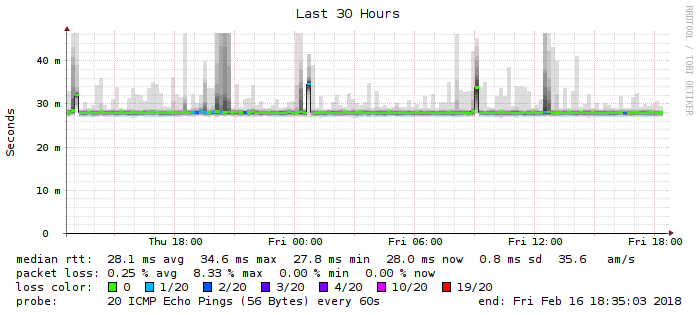 Last 30 Hours
RRDTOOL / TOBI OETIKER
Seconds
40 m
30 m
20 m
10 m
0
Thu 18:00 Fri 00:00 Fri 06:00 Fri 12:00 Fri 18:00
median rtt: 28.1 ms avg 34.6 ms max 27.8 ms min 28.0 ms now 0.8 ms sd 35.6 am/s
packet loss: 0.25 % avg 8.33 % max 0.00 % min 0.00 % now
loss color: 0 1/20 2/20 3/20 4/20 10/20 19/20
probe: 20 ICMP Echo Pings (56 Bytes) every 60s end: Fri Feb 16 18:35:03 2018